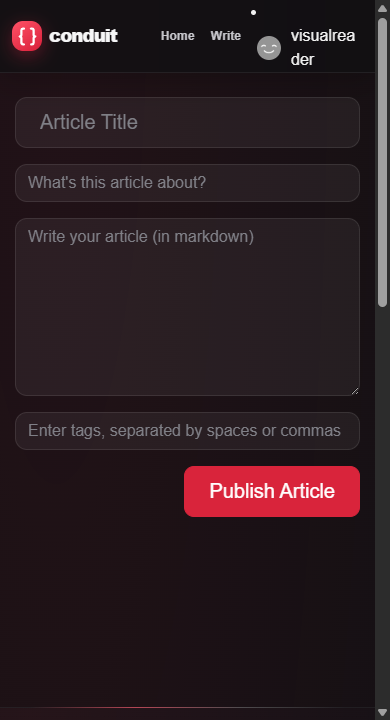 {} conduit
Home
Write
visualrea
der
Article Title
What's this article about?
Write your article (in markdown)
Enter tags, separated by spaces or commas
Publish Article